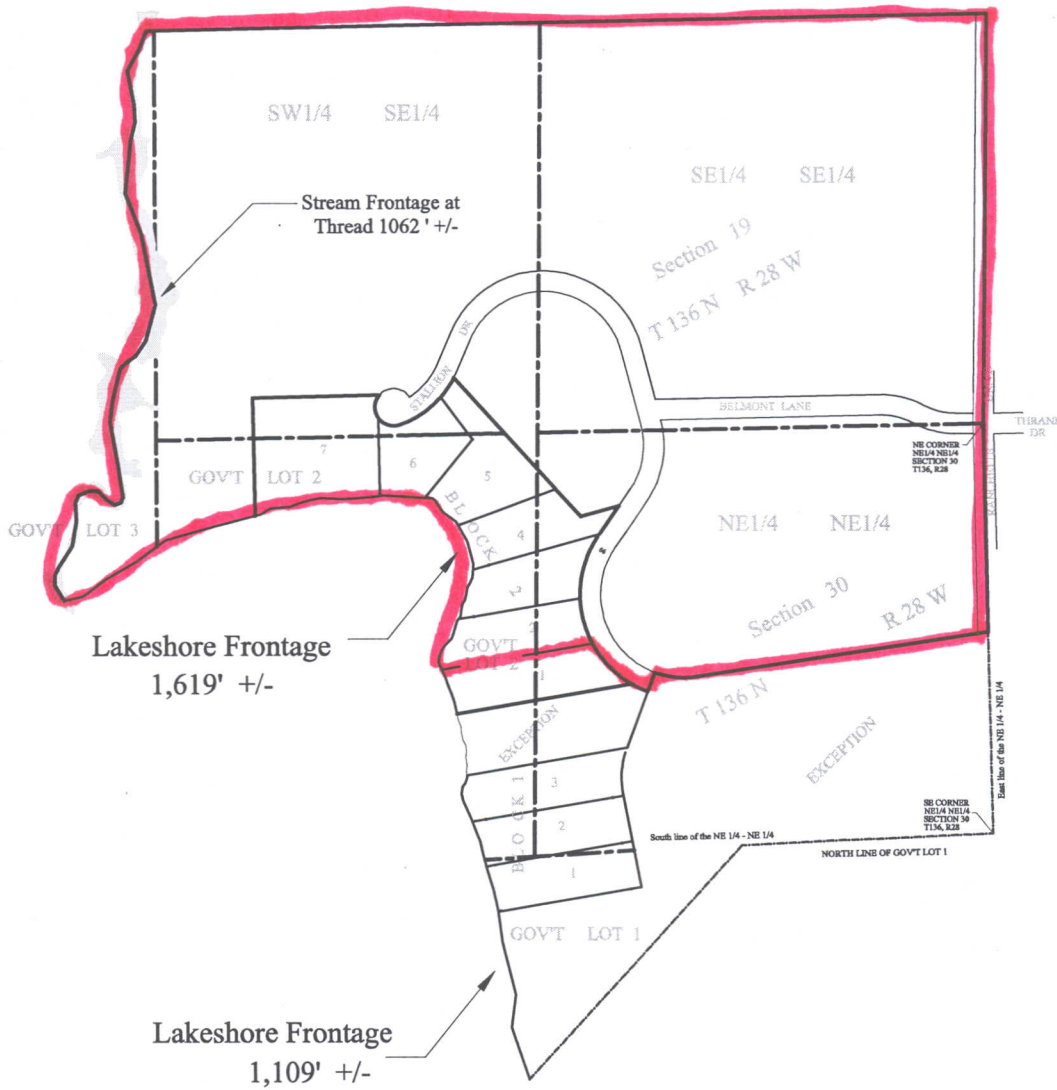 SW1/4 SE1/4
SE1/4 SE1/4
Stream Frontage at
Thread 1062 ' +/-
Section 19
T 136 N R 28 W
STALLION DR
BELMONT LANE
THRANE
DR
NE CORNER
NE1/4 NE1/4
SECTION 30
T136, R28
7
6
5
GOV'T LOT 2
BLOCK
2
4
GOV'T LOT 3
NE1/4 NE1/4
Section 30
R 28 W
T 136 N
GOV'T
LOT 2
1
Lakeshore Frontage
1,619' +/-
EXCEPTION
EXCEPTION
East line of the NE 1/4 - NE 1/4
BLOCK 1
3
2
1
SE CORNER
NE1/4 NE1/4
SECTION 30
T136, R28
South line of the NE 1/4 - NE 1/4
NORTH LINE OF GOV'T LOT 1
GOV'T LOT 1
Lakeshore Frontage
1,109' +/-